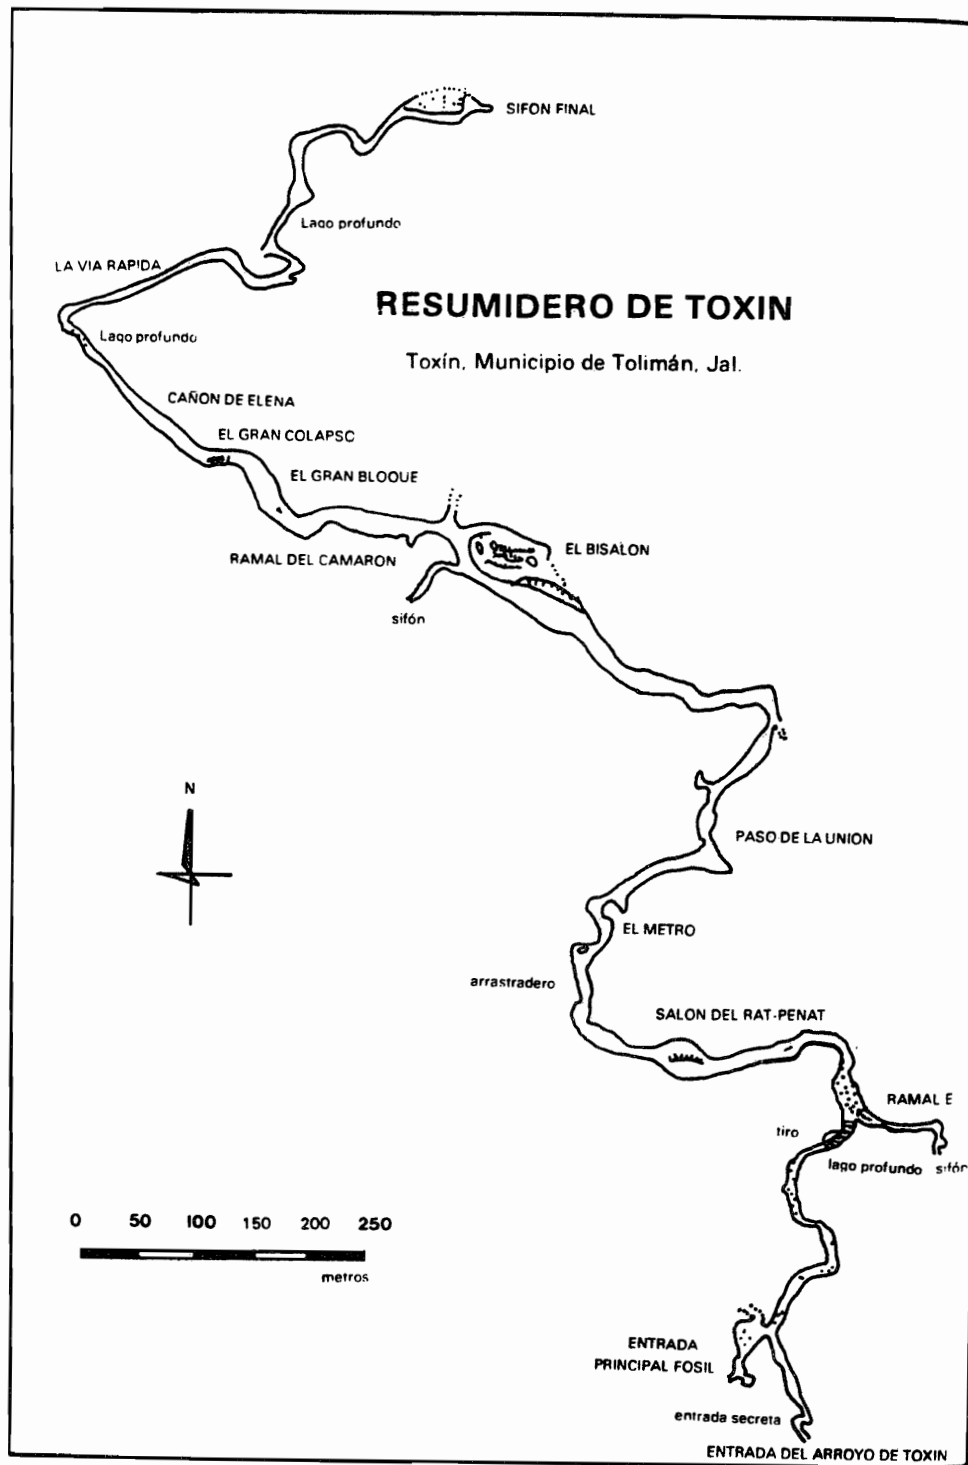 SIFON FINAL
Lago profundo
LA VIA RAPIDA
RESUMIDERO DE TOXIN
Lago profundo
Toxín, Municipio de Tolimán, Jal.
CAÑON DE ELENA
EL GRAN COLAPSO
EL GRAN BLOQUE
EL BISALON
RAMAL DEL CAMARON
sifón
N
PASO DE LA UNION
EL METRO
arrastradero
SALON DEL RAT-PENAT
RAMAL E
tiro
lago profundo sifón
0 50 100 150 200 250
metros
ENTRADA
PRINCIPAL FOSIL
entrada secreta
ENTRADA DEL ARROYO DE TOXIN